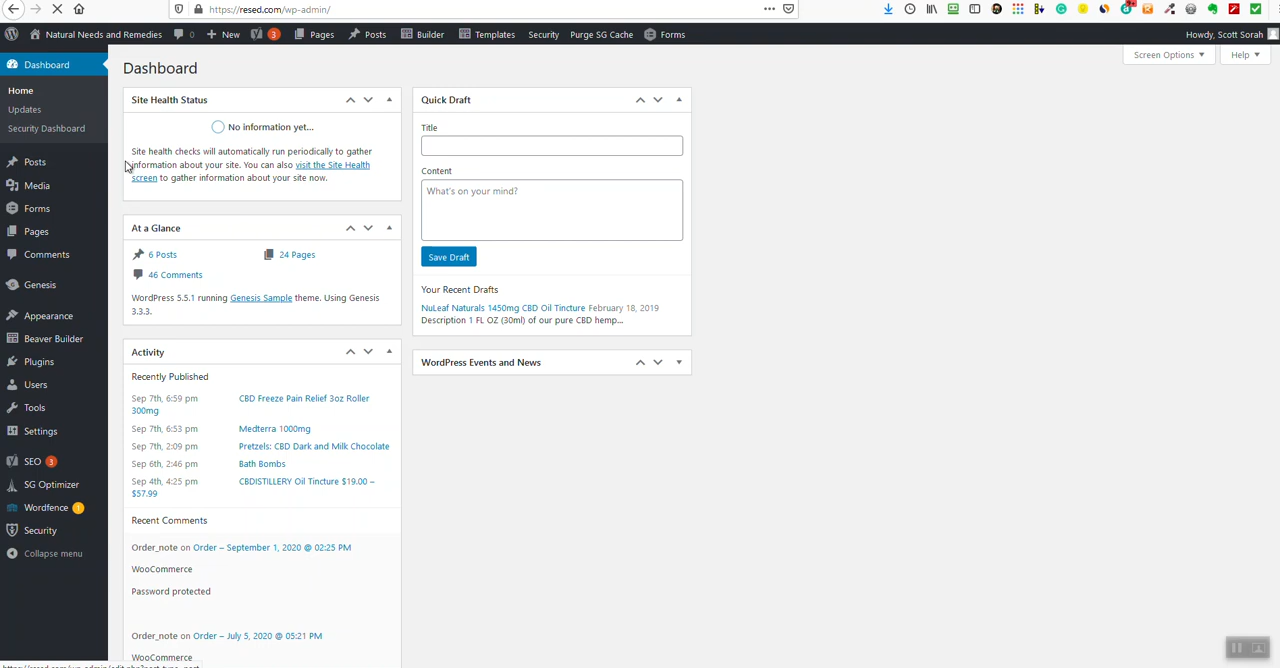 https://resed.com/wp-admin/
Natural Needs and Remedies 0 New 3 Pages Posts Builder Templates Security Purge SG Cache Forms Howdy, Scott Sorah
Screen Options Help
Dashboard
Home
Updates
Security Dashboard
Posts
Media
Forms
Pages
Comments
Genesis
Appearance
Beaver Builder
Plugins
Users
Tools
Settings
SEO 3
SG Optimizer
Wordfence 1
Security
Collapse menu
Dashboard
Site Health Status
No information yet...
Site health checks will automatically run periodically to gather
information about your site. You can also visit the Site Health
screen to gather information about your site now.
At a Glance
6 Posts 24 Pages
46 Comments
WordPress 5.5.1 running Genesis Sample theme. Using Genesis
3.3.3.
Activity
Recently Published
Sep 7th, 6:59 pm CBD Freeze Pain Relief 3oz Roller
300mg
Sep 7th, 6:53 pm Medterra 1000mg
Sep 7th, 2:09 pm Pretzels: CBD Dark and Milk Chocolate
Sep 6th, 2:46 pm Bath Bombs
Sep 4th, 4:25 pm CBDISTILLERY Oil Tincture $19.00 –
$57.99
Recent Comments
Order_note on Order – September 1, 2020 @ 02:25 PM
WooCommerce
Password protected
Order_note on Order – July 5, 2020 @ 05:21 PM
WooCommerce
Quick Draft
Title
Content
What's on your mind?
Save Draft
Your Recent Drafts
NuLeaf Naturals 1450mg CBD Oil Tincture February 18, 2019
Description 1 FL OZ (30ml) of our pure CBD hemp...
WordPress Events and News